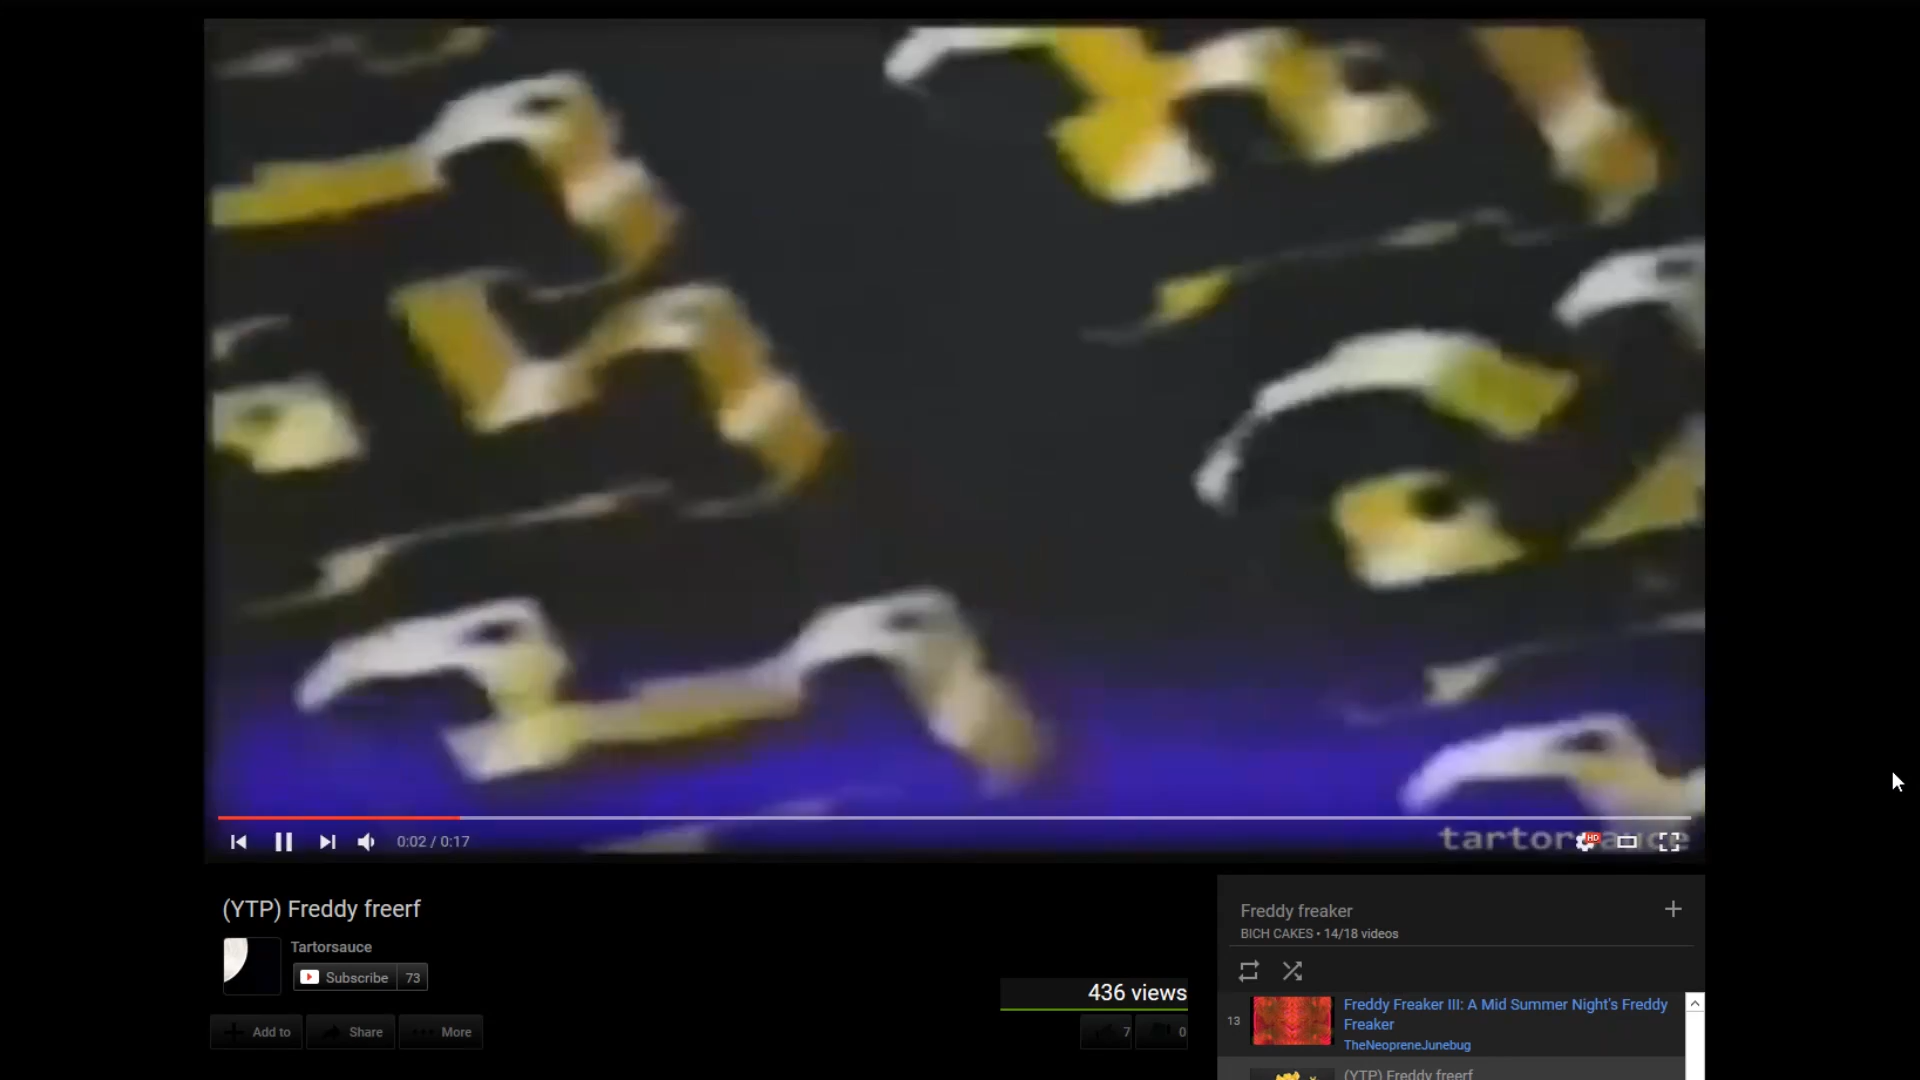 tartorsauce
HD
0:02 / 0:17
(YTP) Freddy freerf
Tartorsauce
Subscribe 73
436 views
Add to
Share
More
7
0
Freddy freaker
BICH CAKES • 14/18 videos
13
Freddy Freaker III: A Mid Summer Night's Freddy
Freaker
TheNeopreneJunebug
(YTP) Freddy freerf